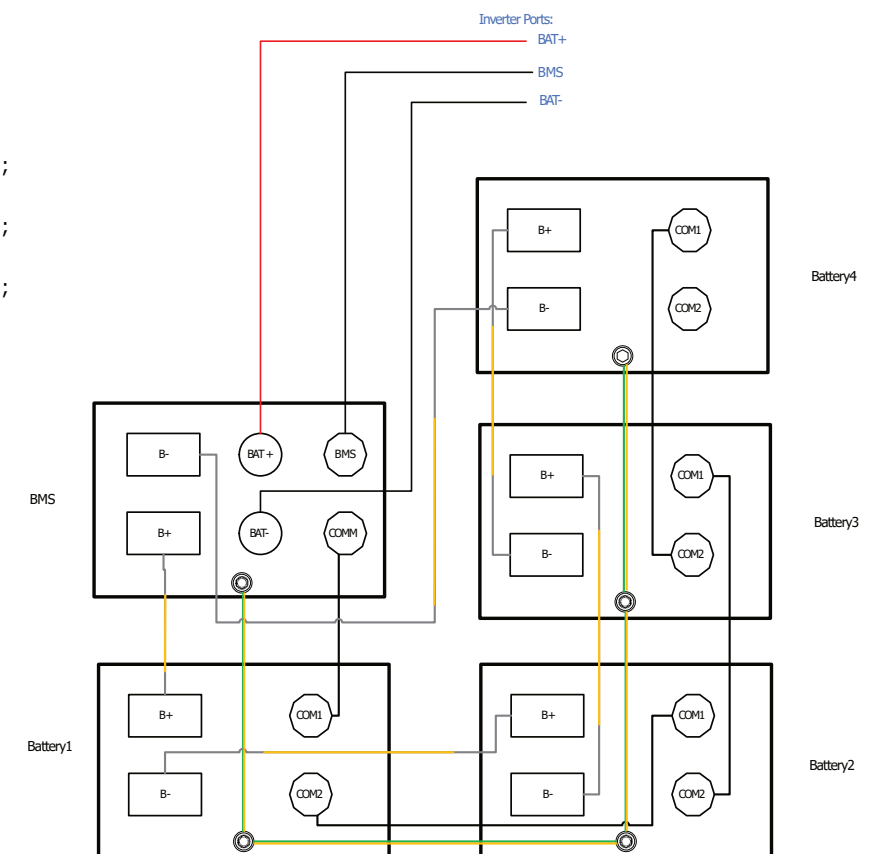 Inverter Ports:
BAT+
BMS
BAT-
;
;
;
B+
COM1
Battery4
B-
COM2
B-
BAT +
BMS
BMS
B+
BAT-
COMM
B+
COM1
Battery3
B-
COM2
B+
COM1
Battery1
B-
COM2
B+
COM1
Battery2
B-
COM2